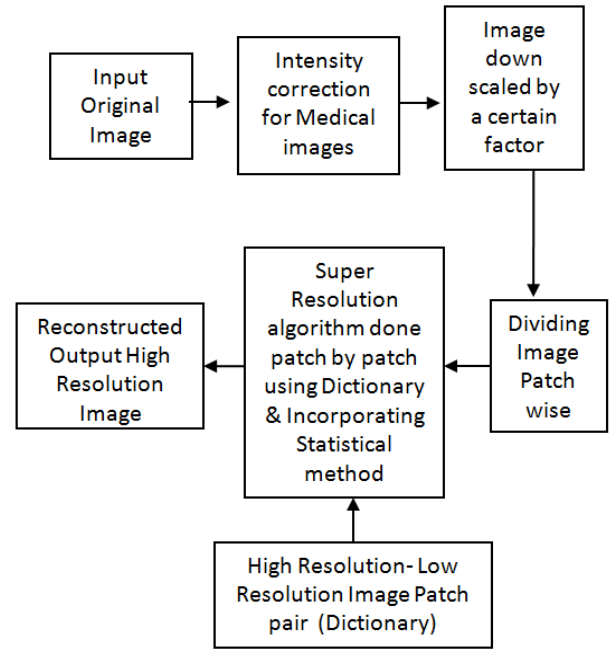 Input
Original
Image
Intensity
correction
for Medical
images
Image
down
scaled by
a certain
factor
Dividing
Image
Patch
wise
Super
Resolution
algorithm done
patch by patch
using Dictionary
& Incorporating
Statistical
method
Reconstructed
Output High
Resolution
Image
High Resolution- Low
Resolution Image Patch
pair (Dictionary)